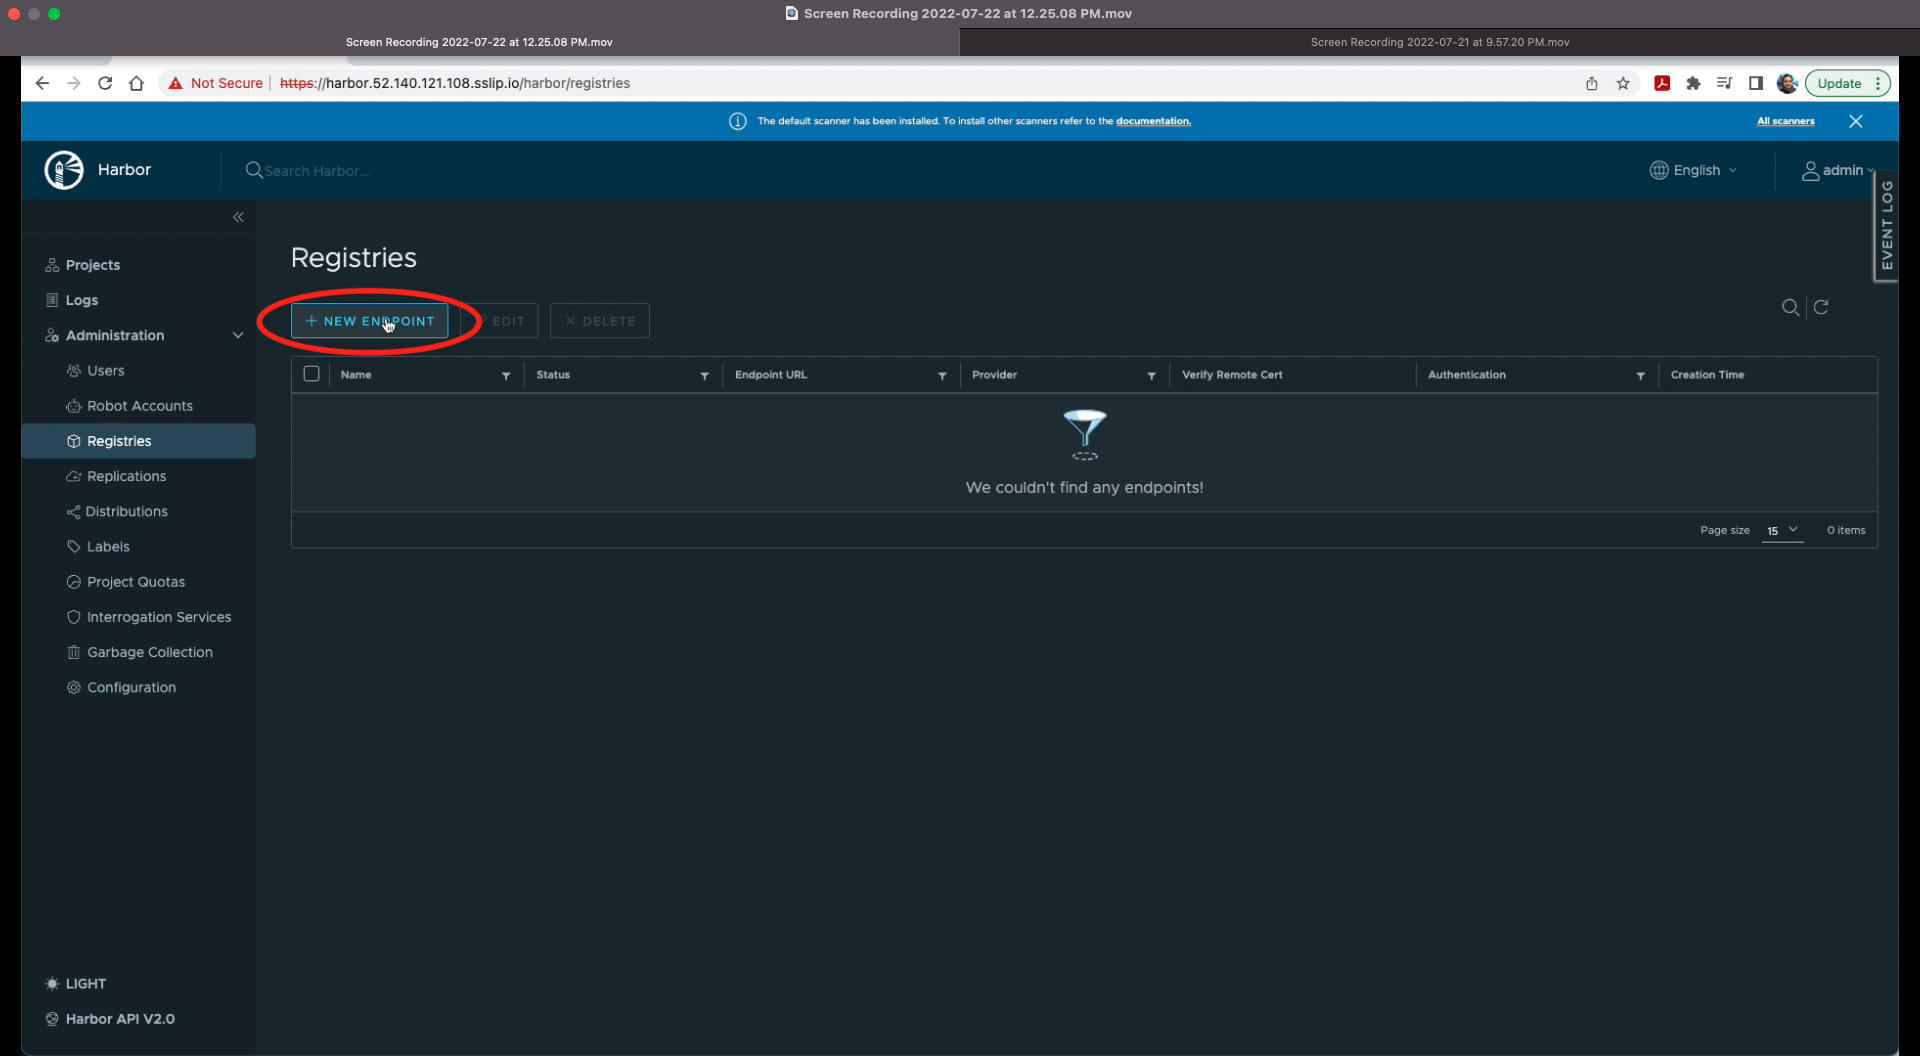 Screen Recording 2022-07-22 at 12.25.08 PM.mov
Screen Recording 2022-07-22 at 12.25.08 PM.mov
Screen Recording 2022-07-21 at 9.57.20 PM.mov
Not Secure
https://harbor.52.140.121.108.sslip.io/harbor/registries
Update
The default scanner has been installed. To install other scanners refer to the documentation.
All scanners
Harbor
Search Harbor...
English
admin
EVENT LOG
Projects
Logs
Administration
Users
Robot Accounts
Registries
Replications
Distributions
Labels
Project Quotas
Interrogation Services
Garbage Collection
Configuration
LIGHT
Harbor API V2.0
Registries
+ NEW ENDPOINT
EDIT
DELETE
Name
Status
Endpoint URL
Provider
Verify Remote Cert
Authentication
Creation Time
We couldn't find any endpoints!
Page size 15 0 items